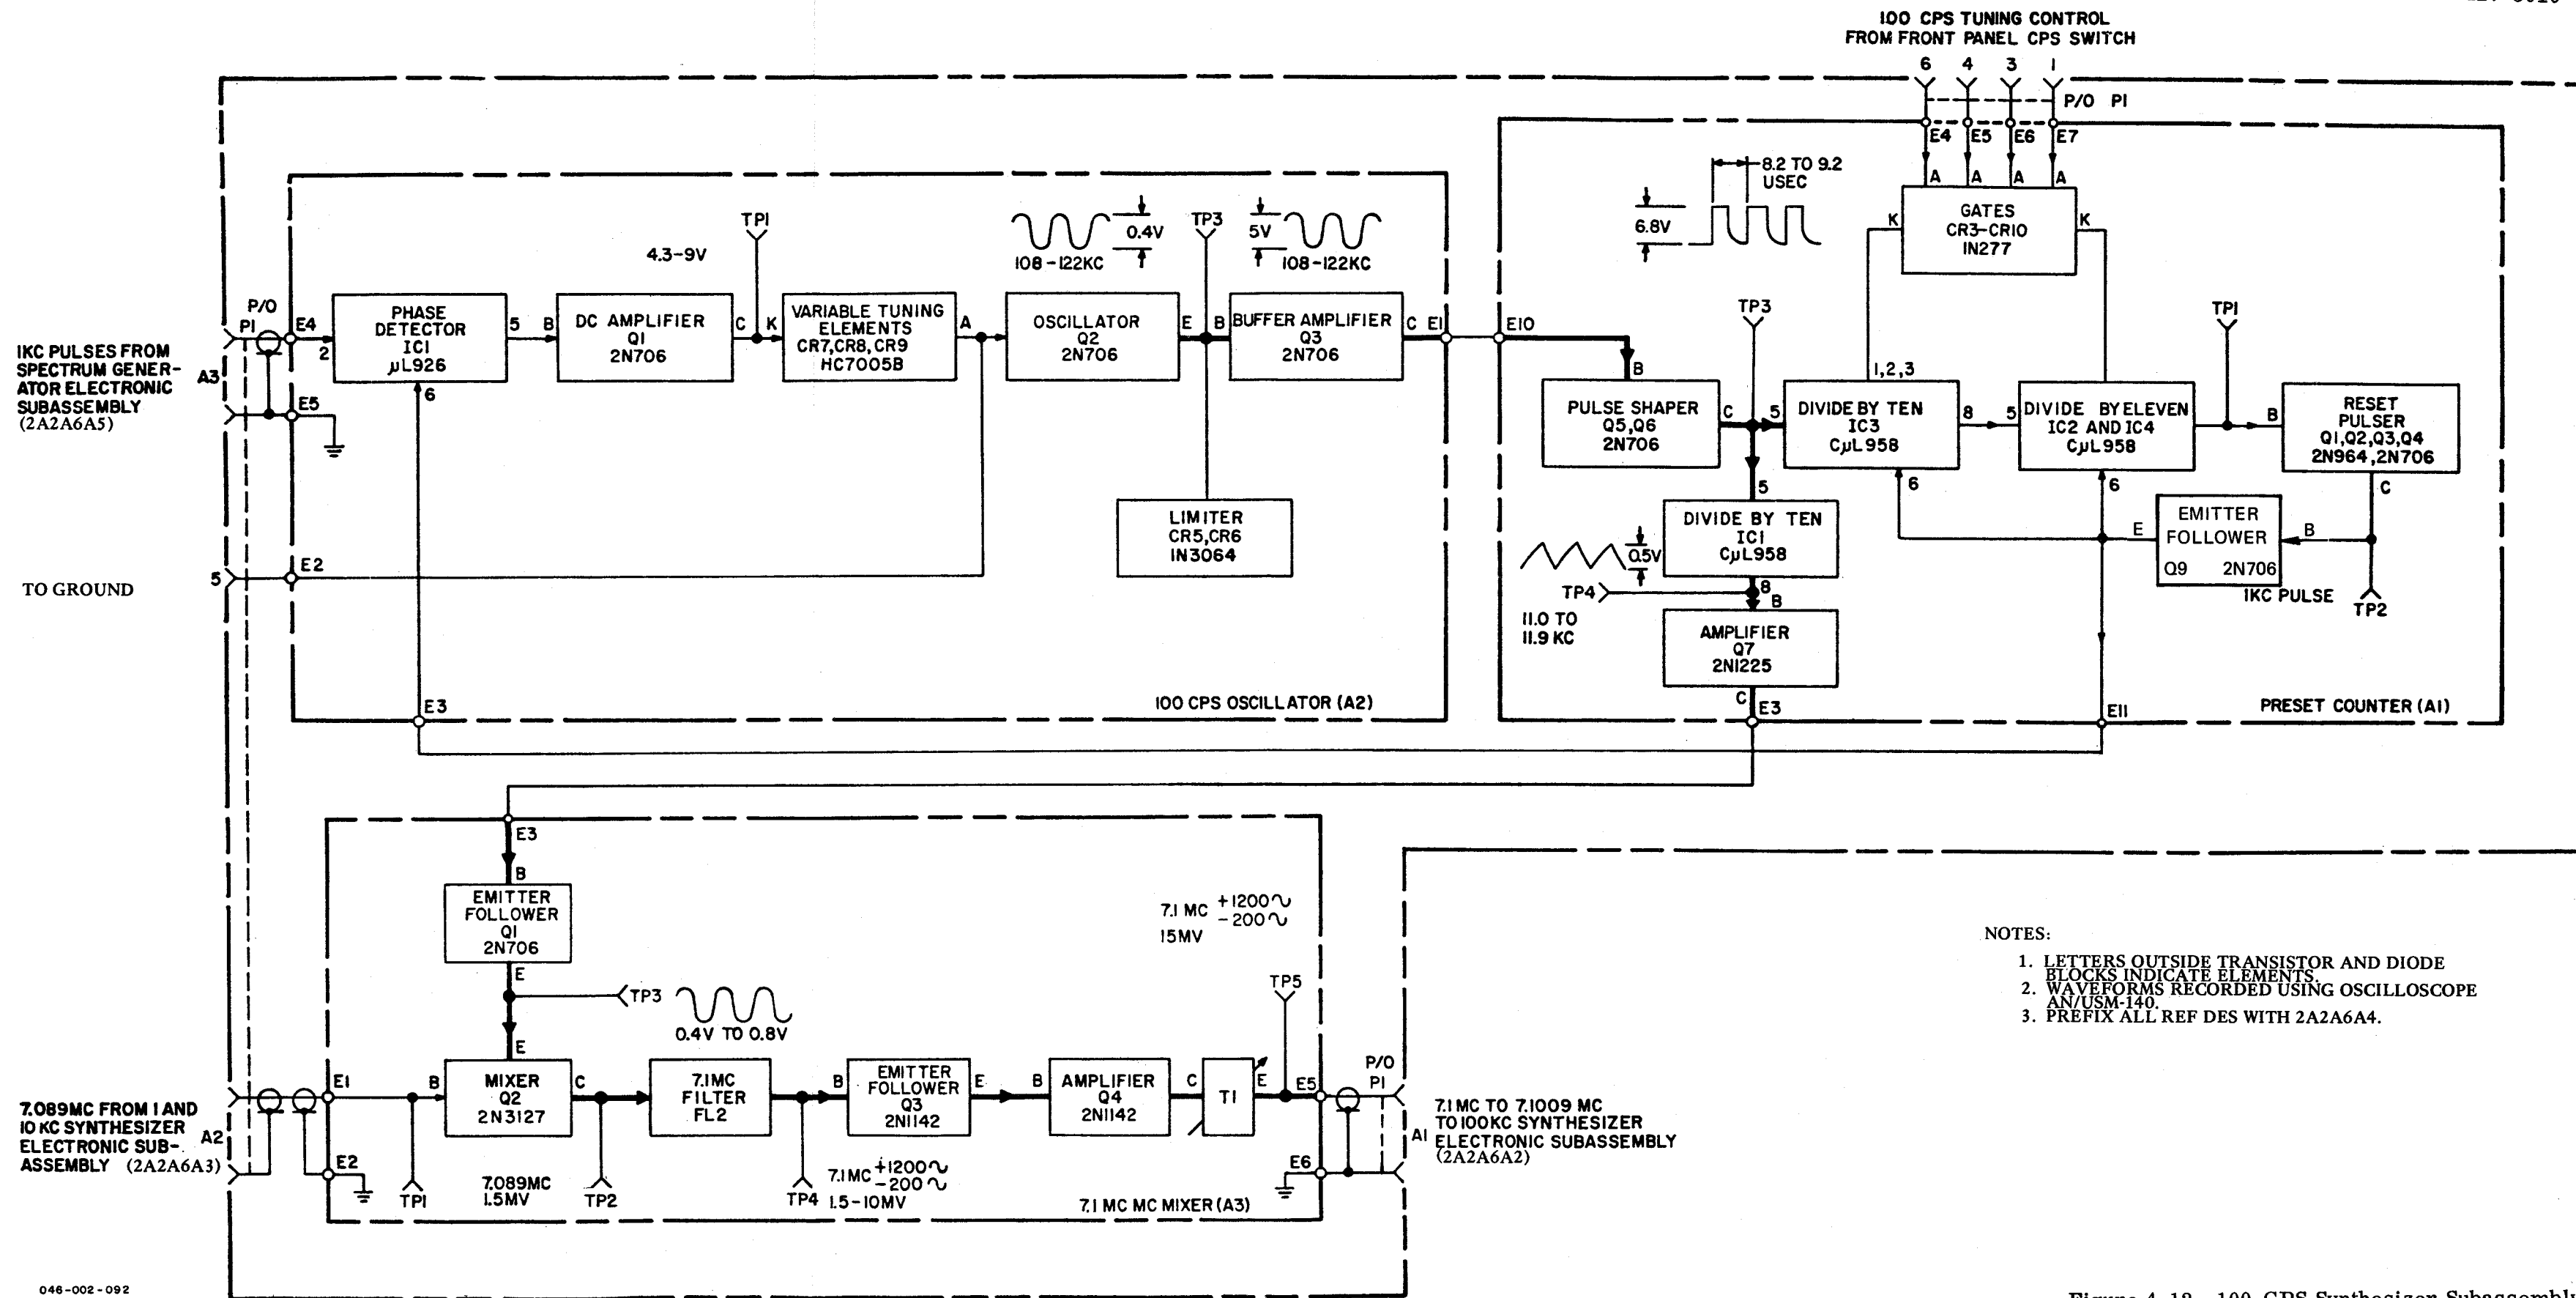 100 CPS TUNING CONTROL
FROM FRONT PANEL CPS SWITCH
6 4 3 1
P/O P1
E4 E5 E6 E7
A A A A
GATES
CR3-CR10
IN277
K K
8.2 TO 9.2
USEC
6.8V
TP1
4.3-9V
0.4V
108-122KC
TP3
5V
108-122KC
P/O
P1
E4
2
PHASE
DETECTOR
IC1
µL926
5 B
DC AMPLIFIER
Q1
2N706
C K
VARIABLE TUNING
ELEMENTS
CR7,CR8,CR9
HC7005B
A
OSCILLATOR
Q2
2N706
E B
BUFFER AMPLIFIER
Q3
2N706
C E1
E10
1KC PULSES FROM
SPECTRUM GENER-
ATOR ELECTRONIC
SUBASSEMBLY
(2A2A6A5)
A3
E5
6
LIMITER
CR5,CR6
IN3064
TO GROUND
5
E2
E3
100 CPS OSCILLATOR (A2)
B
PULSE SHAPER
Q5,Q6
2N706
C
TP3
5
1,2,3
DIVIDE BY TEN
IC3
CµL958
8 5
DIVIDE BY ELEVEN
IC2 AND IC4
CµL958
TP1
B
RESET
PULSER
Q1,Q2,Q3,Q4
2N964,2N706
C
6
6
5
DIVIDE BY TEN
IC1
CµL958
0.5V
TP4
8
B
11.0 TO
11.9 KC
AMPLIFIER
Q7
2N1225
C
E3
E
EMITTER
FOLLOWER
Q9 2N706
B
1KC PULSE
TP2
E11
PRESET COUNTER (A1)
E3
B
EMITTER
FOLLOWER
Q1
2N706
E
TP3
0.4V TO 0.8V
E
7.1 MC +1200∿
-200∿
15MV
TP5
7.089MC FROM 1 AND
10 KC SYNTHESIZER
ELECTRONIC SUB-
ASSEMBLY (2A2A6A3)
A2
E1
E2
TP1
B
MIXER
Q2
2N3127
C
7.089MC
1.5MV
TP2
7.1MC
FILTER
FL2
TP4
7.1MC +1200∿
-200∿
1.5-10MV
B
EMITTER
FOLLOWER
Q3
2N1142
E B
AMPLIFIER
Q4
2N1142
C
T1
E
E5
E6
P/O
P1
A1
7.1 MC TO 7.1009 MC
TO 100KC SYNTHESIZER
ELECTRONIC SUBASSEMBLY
(2A2A6A2)
7.1 MC MC MIXER (A3)
NOTES:
1. LETTERS OUTSIDE TRANSISTOR AND DIODE
BLOCKS INDICATE ELEMENTS.
2. WAVEFORMS RECORDED USING OSCILLOSCOPE
AN/USM-140.
3. PREFIX ALL REF DES WITH 2A2A6A4.
046-002-092
Figure 4-12. 100 CPS Synthesizer Subassembl